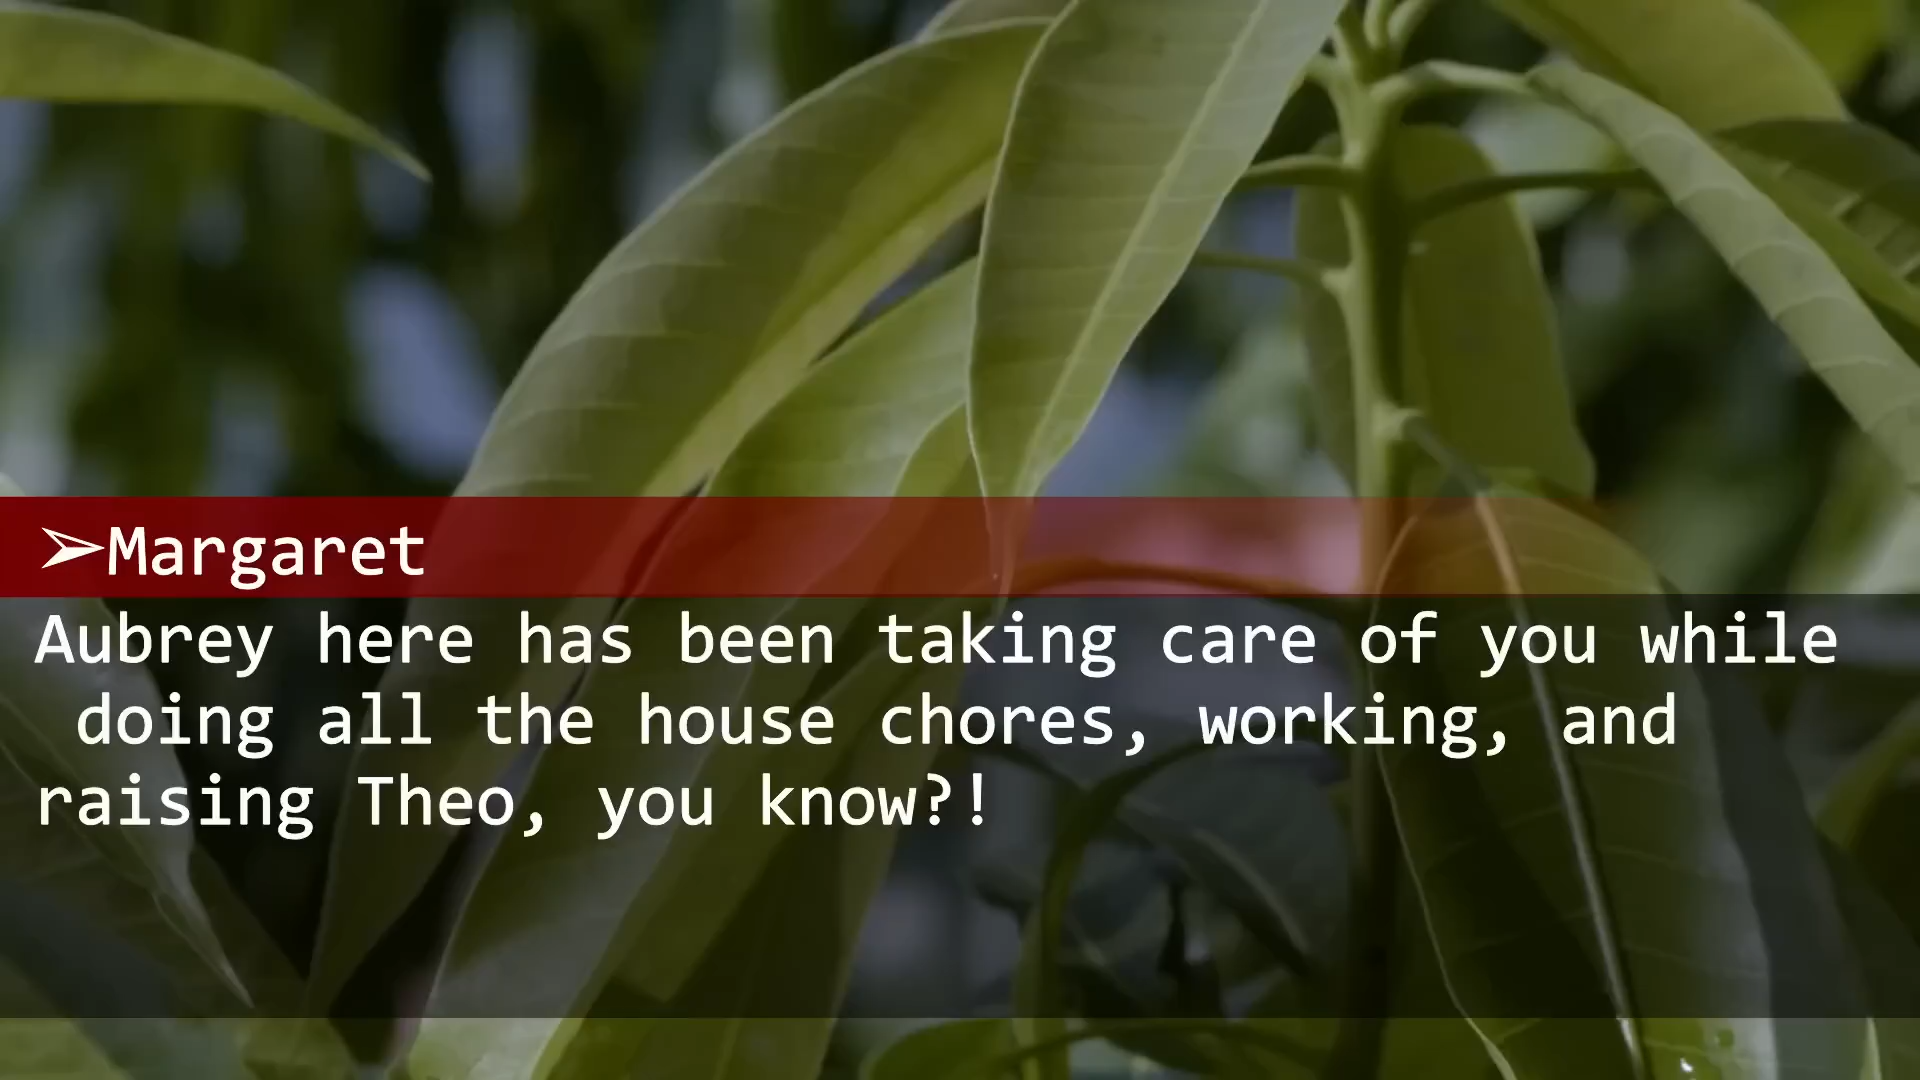 ➢Margaret
Aubrey here has been taking care of you while
doing all the house chores, working, and
raising Theo, you know?!